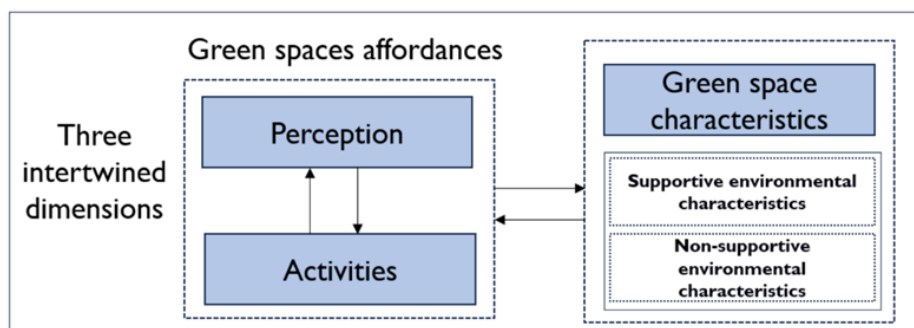 Green spaces affordances
Three
intertwined
dimensions
Perception
Activities
Green space
characteristics
Supportive environmental
characteristics
Non-supportive
environmental
characteristics